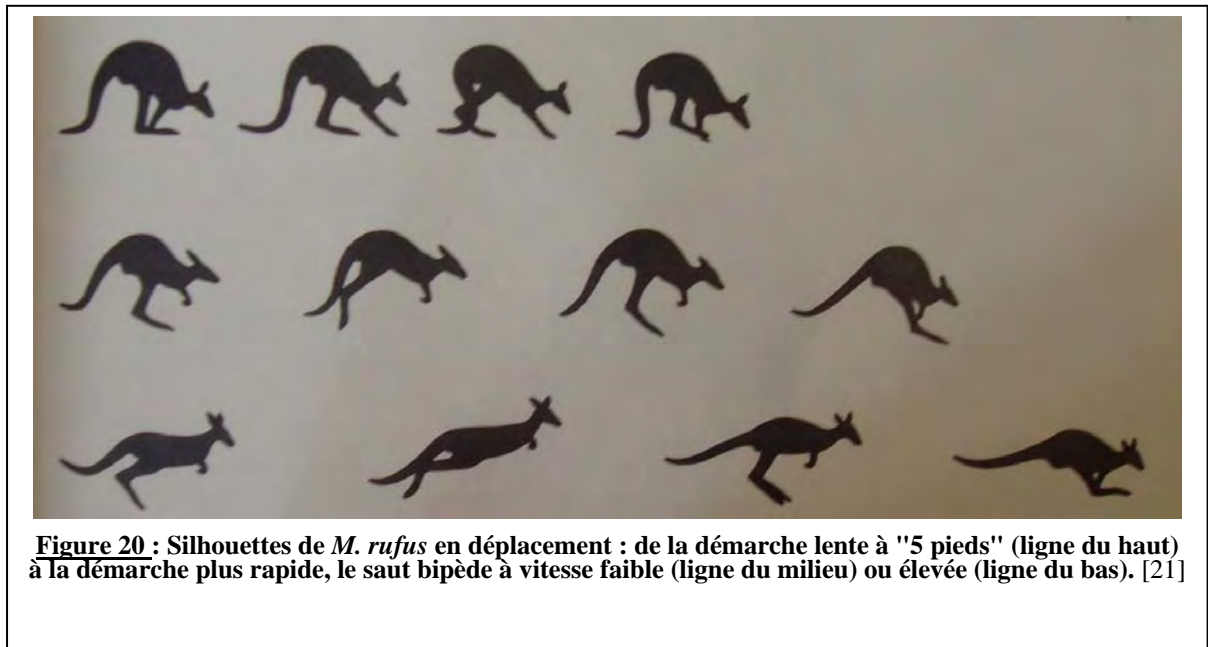 Figure 20 : Silhouettes de M. rufus en déplacement : de la démarche lente à "5 pieds" (ligne du haut)
à la démarche plus rapide, le saut bipède à vitesse faible (ligne du milieu) ou élevée (ligne du bas). [21]